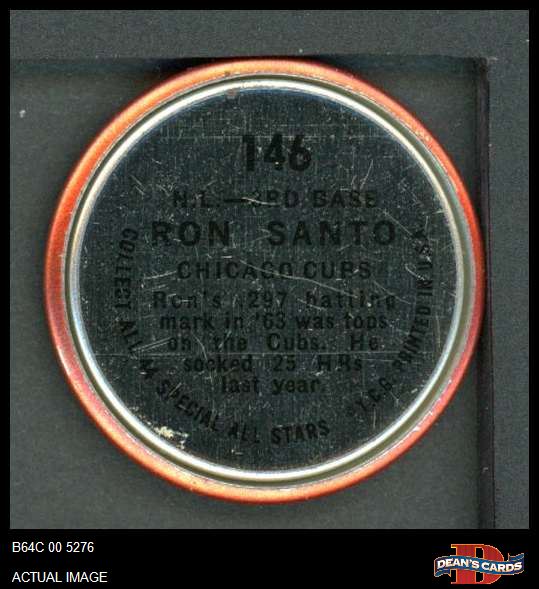 146
N.L.—3RD BASE
RON SANTO
CHICAGO CUBS
Ron's .297 batting
mark in '63 was tops
on the Cubs. He
socked 25 HRs
last year.
COLLECT ALL 44 SPECIAL ALL STARS
© T.C.G. PRINTED IN U.S.A.
B64C 00 5276
ACTUAL IMAGE
B
DEAN'S CARDS